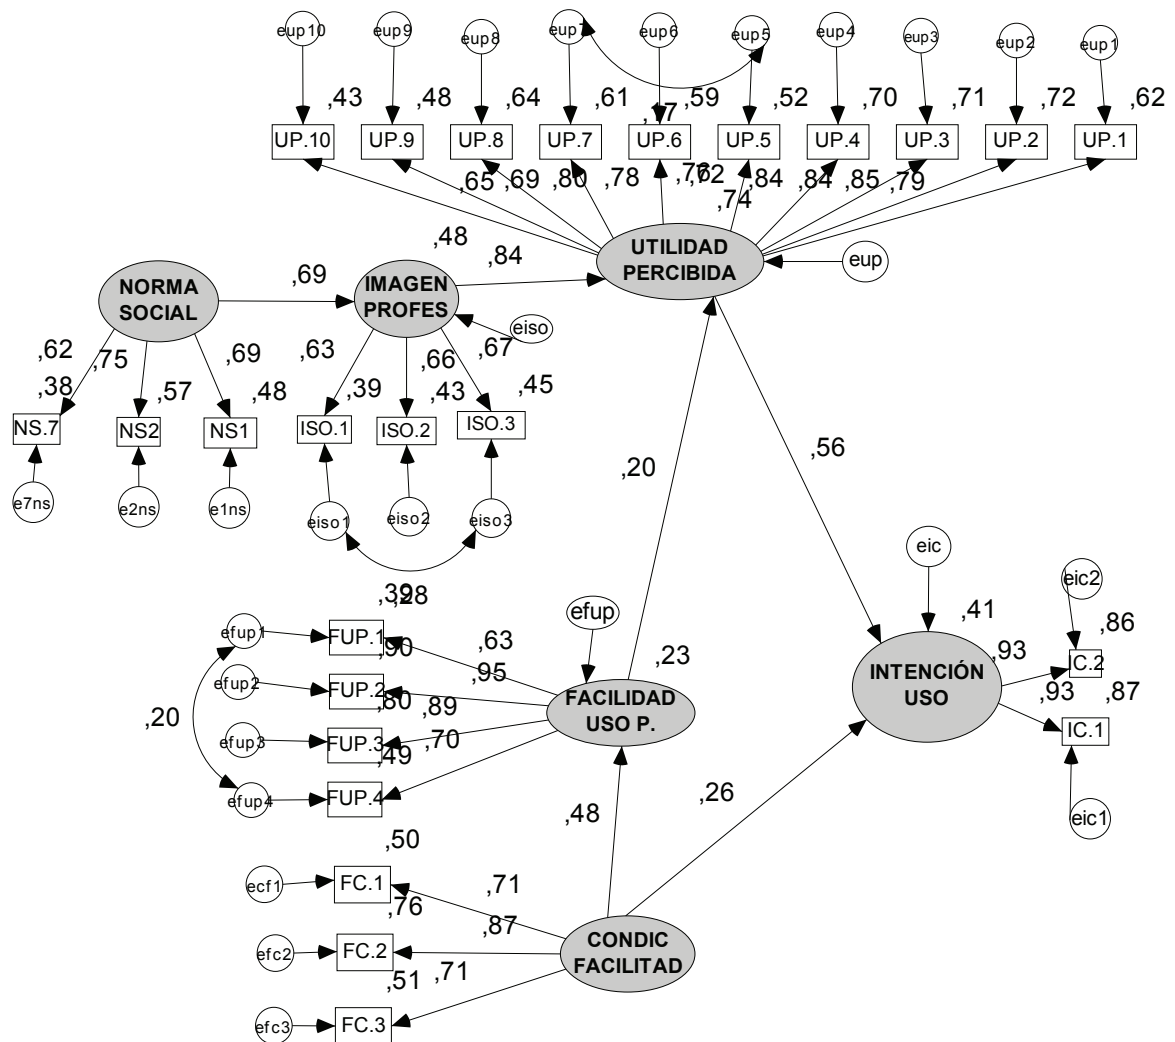 eup10 eup9 eup8 eup7 eup6 eup5 eup4 eup3 eup2 eup1
,43 ,48 ,64 ,61 ,59 ,52 ,70 ,71 ,72 ,62
,17
UP.10 UP.9 UP.8 UP.7 UP.6 UP.5 UP.4 UP.3 UP.2 UP.1
,65 ,69 ,80 ,78 ,76 ,72 ,84 ,84 ,85 ,79
,74
,48 ,84
UTILIDAD
PERCIBIDA
eup
NORMA
SOCIAL
,69
IMAGEN
PROFES
eiso
,62 ,75 ,69 ,63 ,66 ,67
,38 ,57 ,48 ,39 ,43 ,45
NS.7 NS2 NS1 ISO.1 ISO.2 ISO.3
e7ns e2ns e1ns eiso1 eiso2 eiso3
,20 ,56
,28
,39
eic
eic2
efup
efup1 FUP.1 ,63
,90 ,95 ,23
,41 ,86
,93 IC.2
efup2 FUP.2
,80 ,89
FACILIDAD
USO P.
INTENCIÓN
USO
,93 ,87
IC.1
,20
efup3 FUP.3 ,70
,49
efup4 FUP.4
,48 ,26
eic1
,50
ecf1 FC.1 ,71
,76 ,87
efc2 FC.2
CONDIC
FACILITAD
,51 ,71
efc3 FC.3